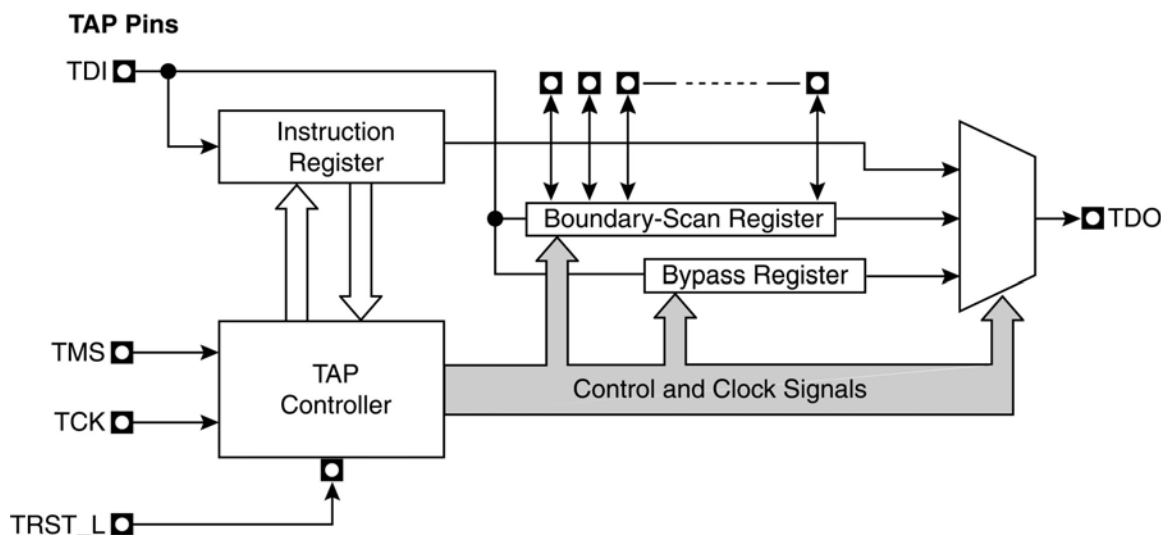 TAP Pins
TDI
Instruction
Register
Boundary-Scan Register
TDO
Bypass Register
TMS
TAP
Controller
Control and Clock Signals
TCK
TRST_L